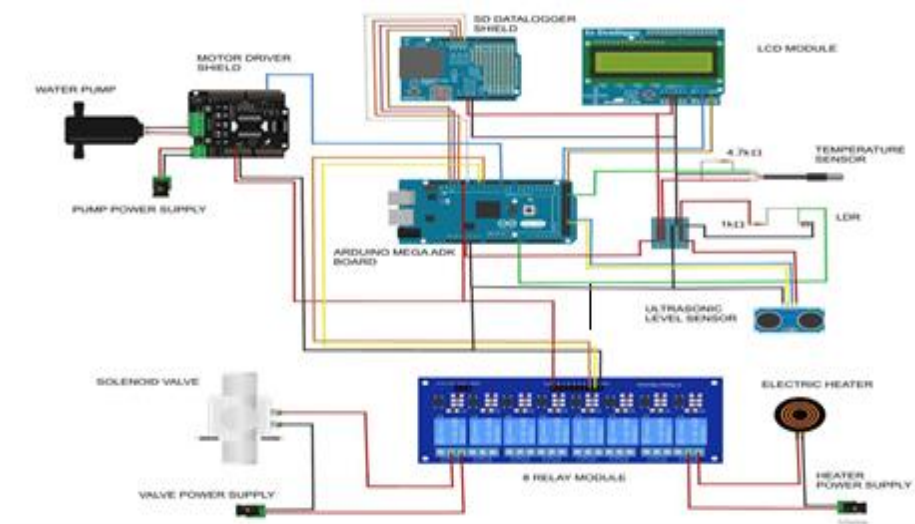 SD DATALOGGER
SHIELD
LCD MODULE
MOTOR DRIVER
SHIELD
WATER PUMP
4.7kΩ
TEMPERATURE
SENSOR
PUMP POWER SUPPLY
1kΩ
LDR
ARDUINO MEGA ADK
BOARD
ULTRASONIC
LEVEL SENSOR
SOLENOID VALVE
ELECTRIC HEATER
8 RELAY MODULE
HEATER
POWER SUPPLY
VALVE POWER SUPPLY